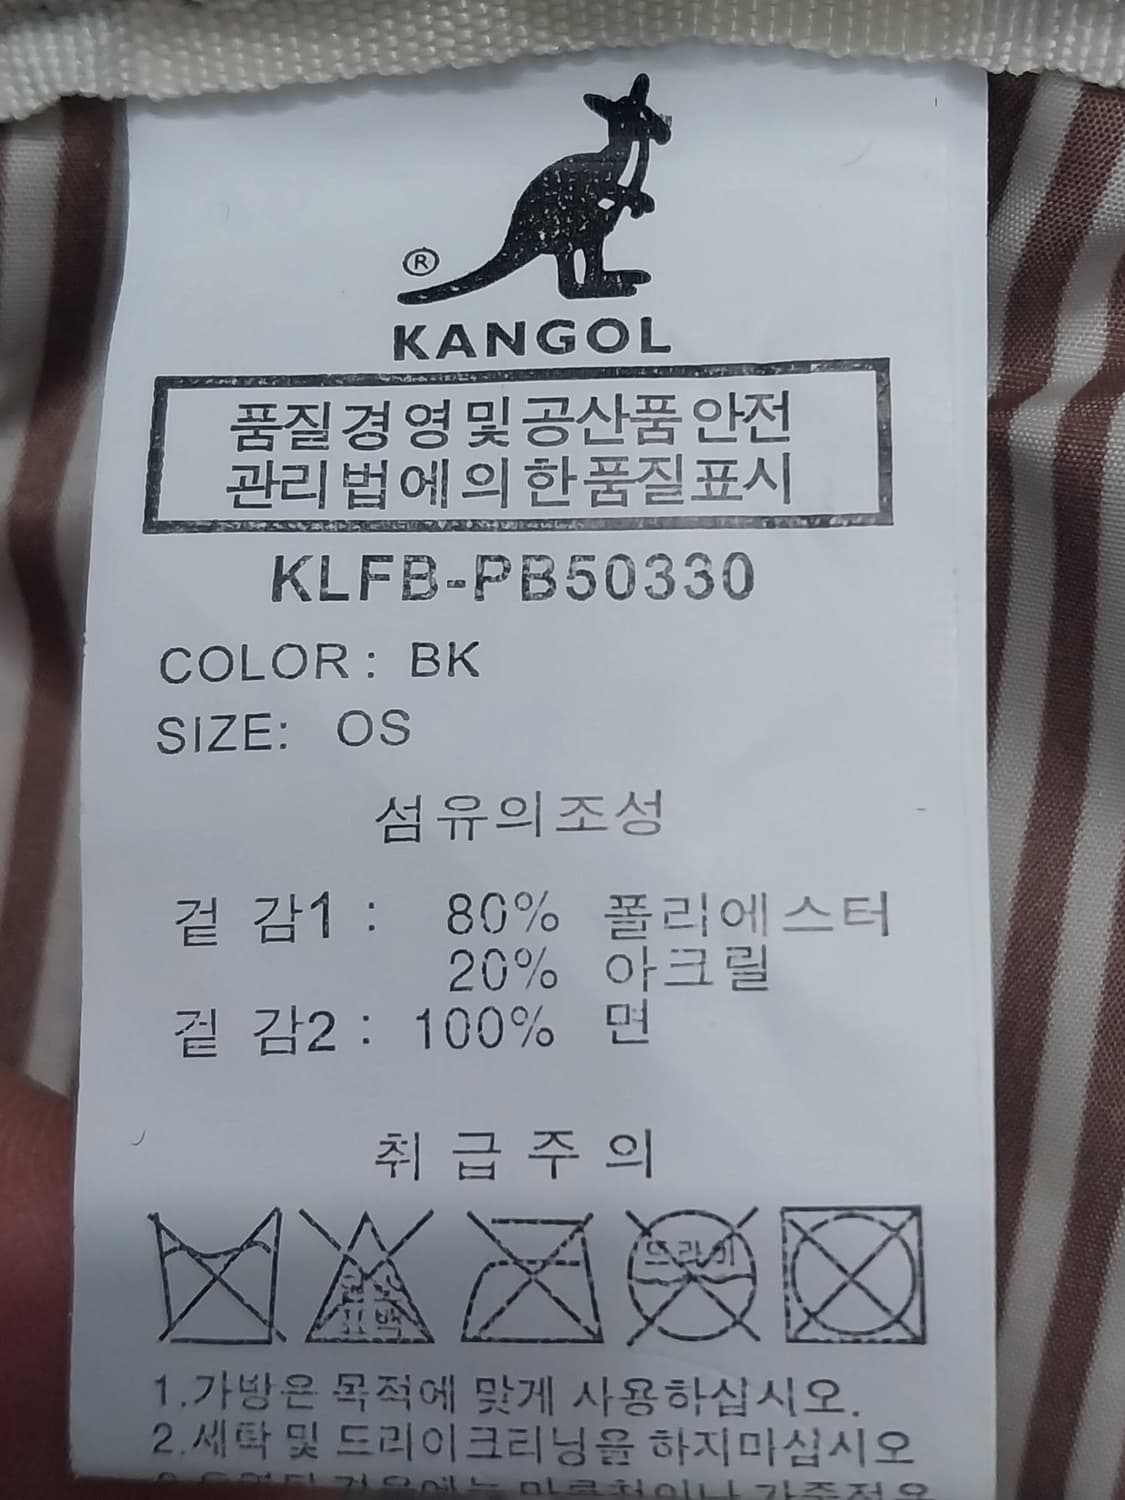 ®
KANGOL
품질경영및공산품안전
관리법에의한품질표시
KLFB-PB50330
COLOR: BK
SIZE: OS
섬유의조성
겉 감1 : 80% 폴리에스터
20% 아크릴
겉 감2 : 100% 면
취 급 주 의
드라이
표백
1.가방은 목적에 맞게 사용하십시오.
2.세탁 및 드라이크리닝을 하지마십시오